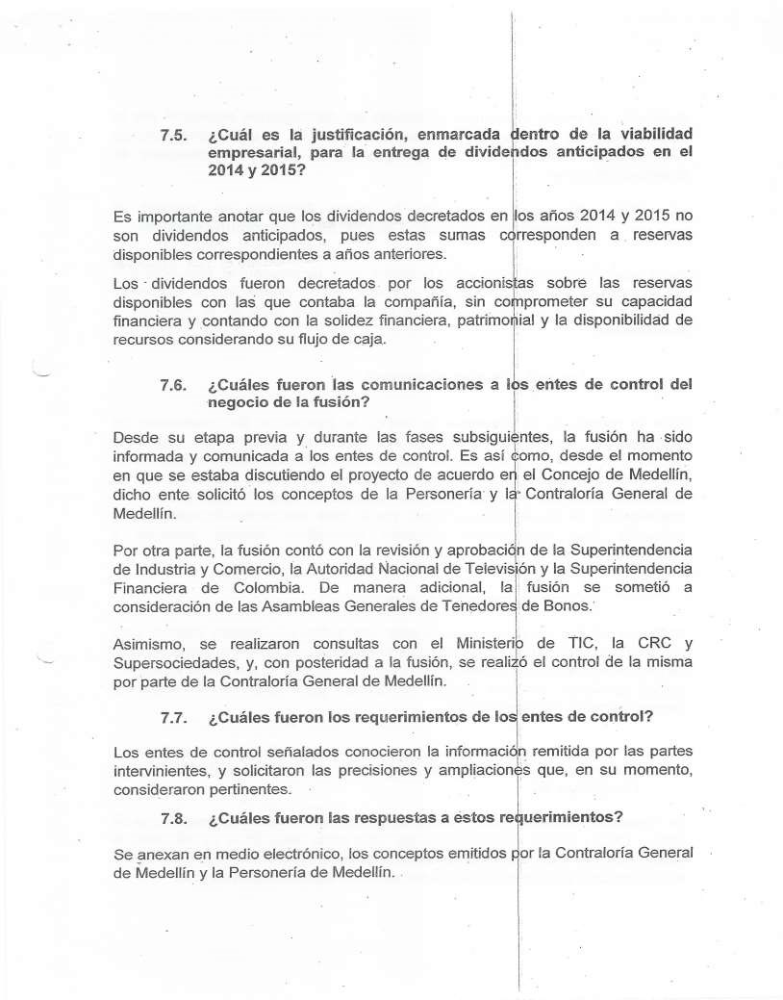 7.5. ¿Cuál es la justificación, enmarcada dentro de la viabilidad
empresarial, para la entrega de dividendos anticipados en el
2014 y 2015?
Es importante anotar que los dividendos decretados en los años 2014 y 2015 no
son dividendos anticipados, pues estas sumas corresponden a reservas
disponibles correspondientes a años anteriores.
Los dividendos fueron decretados por los accionistas sobre las reservas
disponibles con las que contaba la compañía, sin comprometer su capacidad
financiera y contando con la solidez financiera, patrimonial y la disponibilidad de
recursos considerando su flujo de caja.
7.6. ¿Cuáles fueron las comunicaciones a los entes de control del
negocio de la fusión?
Desde su etapa previa y durante las fases subsiguientes, la fusión ha sido
informada y comunicada a los entes de control. Es así como, desde el momento
en que se estaba discutiendo el proyecto de acuerdo en el Concejo de Medellín,
dicho ente solicitó los conceptos de la Personería y la Contraloría General de
Medellín.
Por otra parte, la fusión contó con la revisión y aprobación de la Superintendencia
de Industria y Comercio, la Autoridad Nacional de Televisión y la Superintendencia
Financiera de Colombia. De manera adicional, la fusión se sometió a
consideración de las Asambleas Generales de Tenedores de Bonos.
Asimismo, se realizaron consultas con el Ministerio de TIC, la CRC y
Supersociedades, y, con posteridad a la fusión, se realizó el control de la misma
por parte de la Contraloría General de Medellín.
7.7. ¿Cuáles fueron los requerimientos de los entes de control?
Los entes de control señalados conocieron la información remitida por las partes
intervinientes, y solicitaron las precisiones y ampliaciones que, en su momento,
consideraron pertinentes.
7.8. ¿Cuáles fueron las respuestas a estos requerimientos?
Se anexan en medio electrónico, los conceptos emitidos por la Contraloría General
de Medellín y la Personería de Medellín.